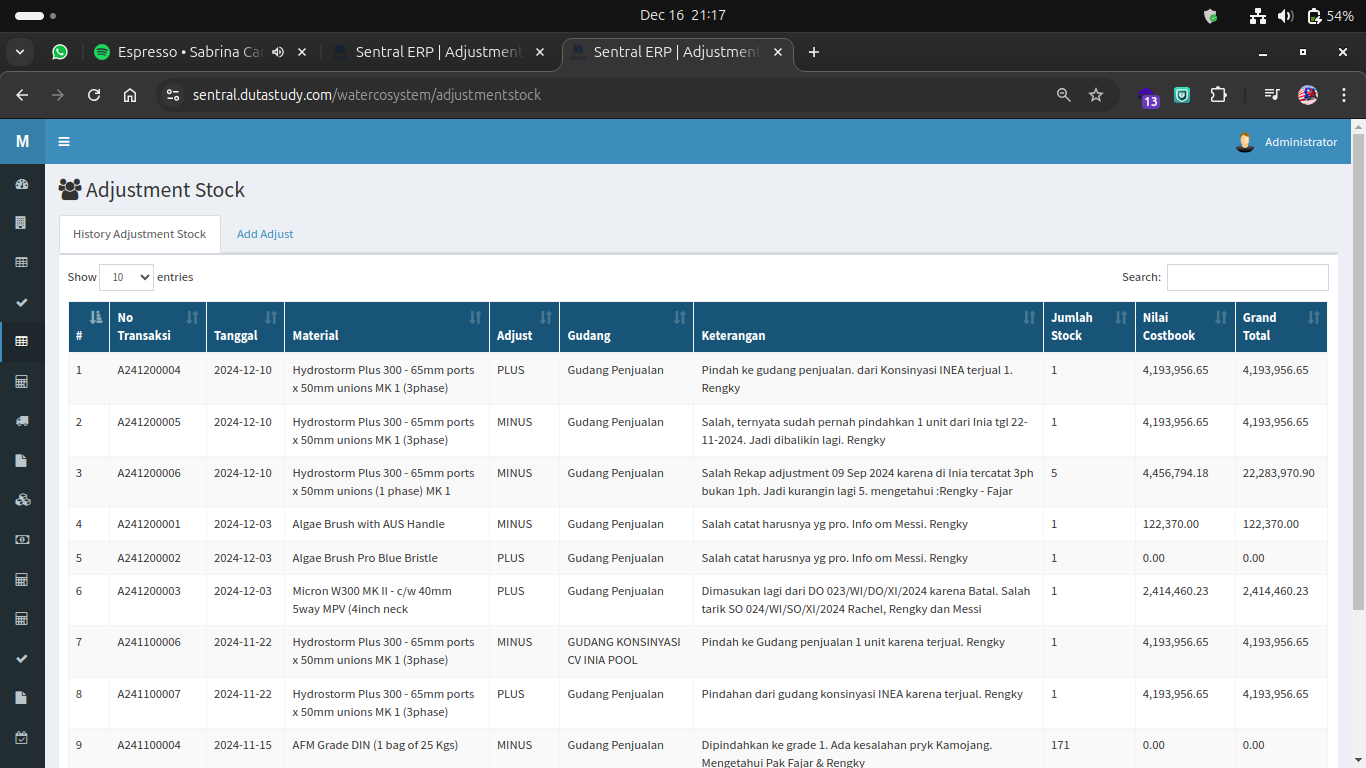 Dec 16 21:17
54%
Espresso • Sabrina Ca
Sentral ERP | Adjustment
Sentral ERP | Adjustment
sentral.dutastudy.com/watercosystem/adjustmentstock
13
M
Administrator
Adjustment Stock
History Adjustment Stock
Add Adjust
Show 10 entries
Search:
# No Transaksi Tanggal Material Adjust Gudang Keterangan Jumlah Stock Nilai Costbook Grand Total
1 A241200004 2024-12-10 Hydrostorm Plus 300 - 65mm ports x 50mm unions MK 1 (3phase) PLUS Gudang Penjualan Pindah ke gudang penjualan. dari Konsinyasi INEA terjual 1. Rengky 1 4,193,956.65 4,193,956.65
2 A241200005 2024-12-10 Hydrostorm Plus 300 - 65mm ports x 50mm unions MK 1 (3phase) MINUS Gudang Penjualan Salah, ternyata sudah pernah pindahkan 1 unit dari Inia tgl 22-11-2024. Jadi dibalikin lagi. Rengky 1 4,193,956.65 4,193,956.65
3 A241200006 2024-12-10 Hydrostorm Plus 300 - 65mm ports x 50mm unions (1 phase) MK 1 MINUS Gudang Penjualan Salah Rekap adjustment 09 Sep 2024 karena di Inia tercatat 3ph bukan 1ph. Jadi kurangin lagi 5. mengetahui :Rengky - Fajar 5 4,456,794.18 22,283,970.90
4 A241200001 2024-12-03 Algae Brush with AUS Handle MINUS Gudang Penjualan Salah catat harusnya yg pro. Info om Messi. Rengky 1 122,370.00 122,370.00
5 A241200002 2024-12-03 Algae Brush Pro Blue Bristle PLUS Gudang Penjualan Salah catat harusnya yg pro. Info om Messi. Rengky 1 0.00 0.00
6 A241200003 2024-12-03 Micron W300 MK II - c/w 40mm 5way MPV (4inch neck PLUS Gudang Penjualan Dimasukan lagi dari DO 023/WI/DO/XI/2024 karena Batal. Salah tarik SO 024/WI/SO/XI/2024 Rachel, Rengky dan Messi 1 2,414,460.23 2,414,460.23
7 A241100006 2024-11-22 Hydrostorm Plus 300 - 65mm ports x 50mm unions MK 1 (3phase) MINUS GUDANG KONSINYASI CV INIA POOL Pindah ke Gudang penjualan 1 unit karena terjual. Rengky 1 4,193,956.65 4,193,956.65
8 A241100007 2024-11-22 Hydrostorm Plus 300 - 65mm ports x 50mm unions MK 1 (3phase) PLUS Gudang Penjualan Pindahan dari gudang konsinyasi INEA karena terjual. Rengky 1 4,193,956.65 4,193,956.65
9 A241100004 2024-11-15 AFM Grade DIN (1 bag of 25 Kgs) MINUS Gudang Penjualan Dipindahkan ke grade 1. Ada kesalahan pryk Kamojang. Mengetahui Pak Fajar & Rengky 171 0.00 0.00